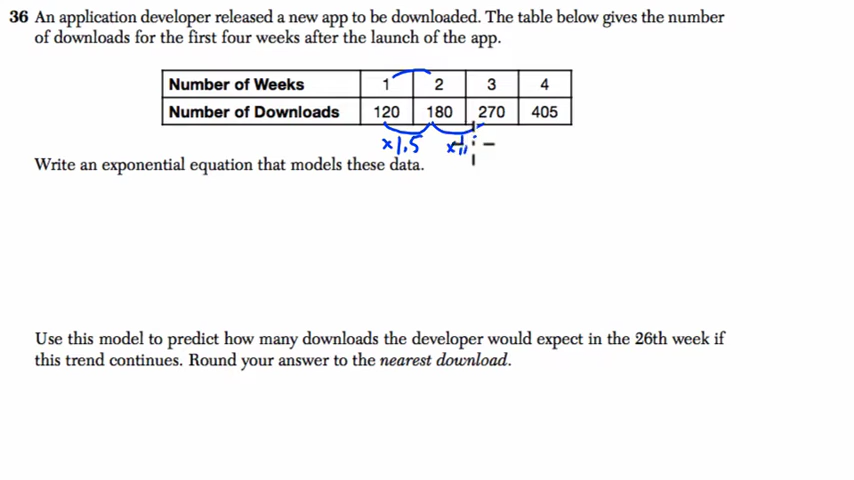 36 An application developer released a new app to be downloaded. The table below gives the number
of downloads for the first four weeks after the launch of the app.
Number of Weeks 1 2 3 4
Number of Downloads 120 180 270 405
×1.5
Write an exponential equation that models these data.
Use this model to predict how many downloads the developer would expect in the 26th week if
this trend continues. Round your answer to the nearest download.